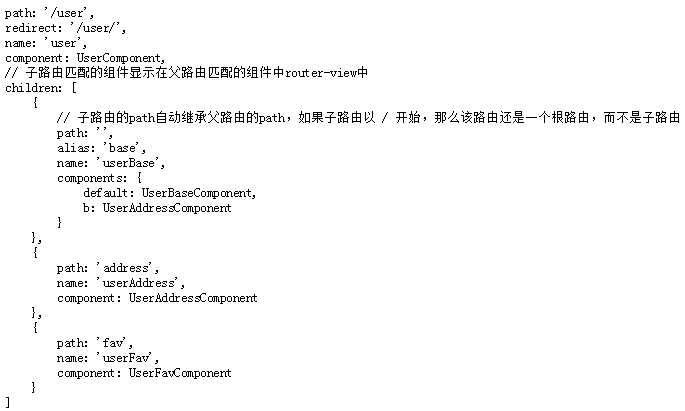 path: '/user',
redirect: '/user/',
name: 'user',
component: UserComponent,
// 子路由匹配的组件显示在父路由匹配的组件中router-view中
children: [
    {
        // 子路由的path自动继承父路由的path，如果子路由以 / 开始，那么该路由还是一个根路由，而不是子路由
        path: '',
        alias: 'base',
        name: 'userBase',
        components: {
            default: UserBaseComponent,
            b: UserAddressComponent
        }
    },
    {
        path: 'address',
        name: 'userAddress',
        component: UserAddressComponent
    },
    {
        path: 'fav',
        name: 'userFav',
        component: UserFavComponent
    }
]